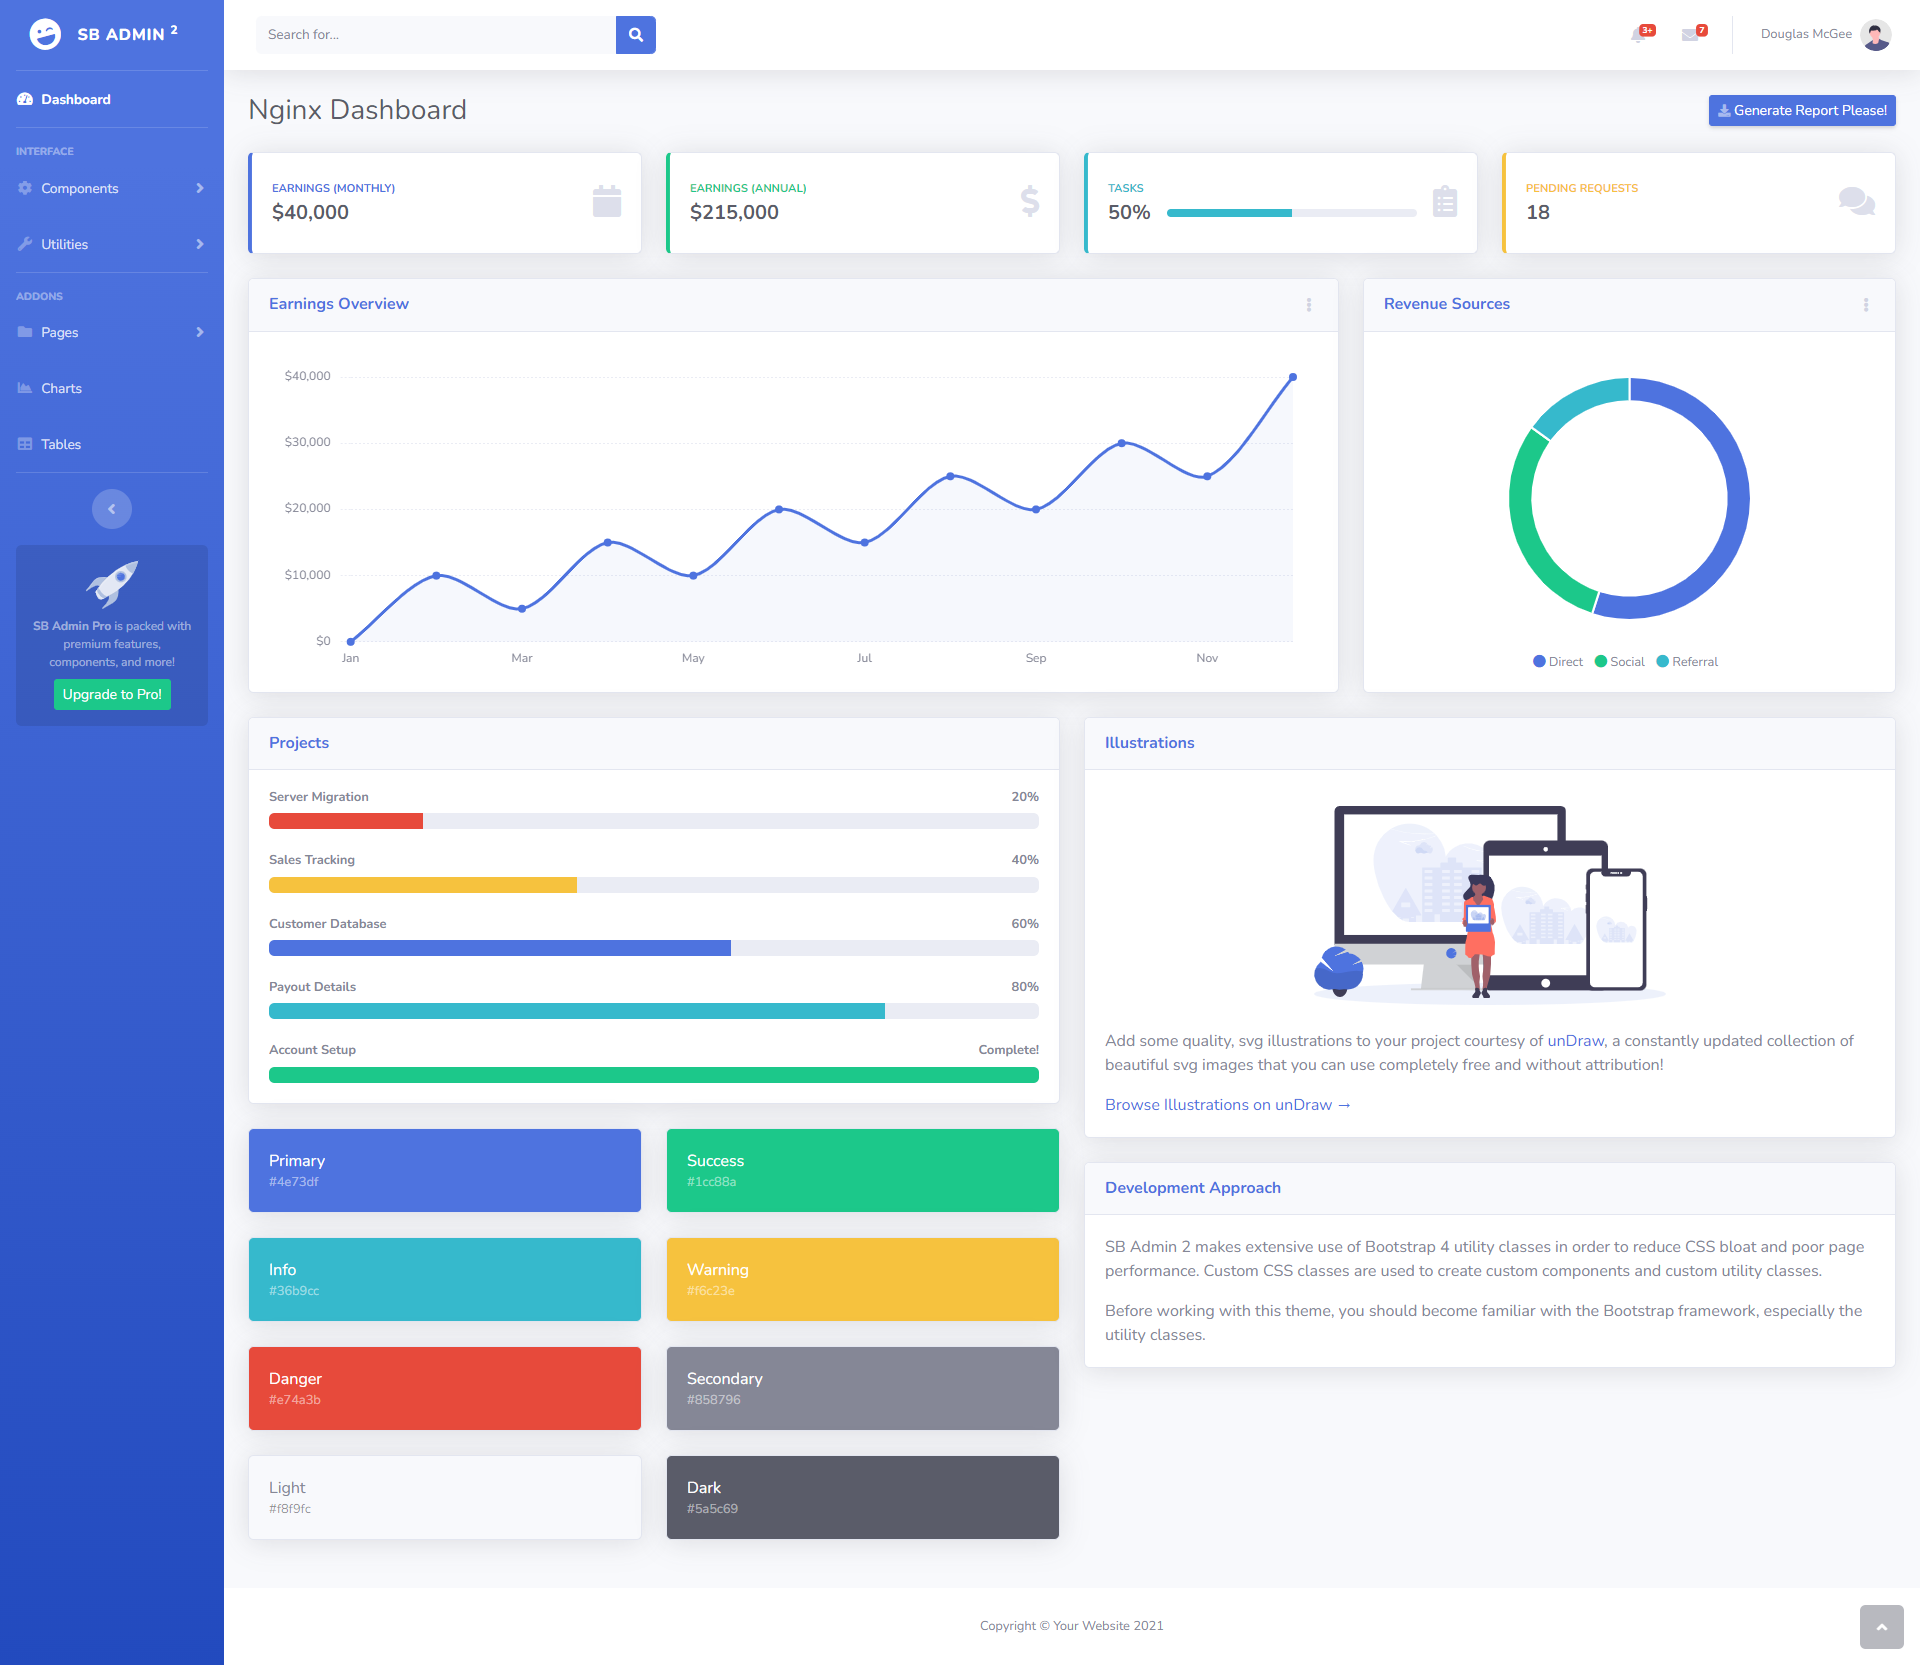 SB ADMIN 2
Dashboard
INTERFACE
Components
Utilities
ADDONS
Pages
Charts
Tables
SB Admin Pro is packed with
premium features,
components, and more!
Upgrade to Pro!
Search for...
3+
7
Douglas McGee
Nginx Dashboard
Generate Report Please!
EARNINGS (MONTHLY)
$40,000
EARNINGS (ANNUAL)
$215,000
TASKS
50%
PENDING REQUESTS
18
Earnings Overview
$40,000
$30,000
$20,000
$10,000
$0
Jan Mar May Jul Sep Nov
Revenue Sources
Direct Social Referral
Projects
Server Migration 20%
Sales Tracking 40%
Customer Database 60%
Payout Details 80%
Account Setup Complete!
Primary
#4e73df
Success
#1cc88a
Info
#36b9cc
Warning
#f6c23e
Danger
#e74a3b
Secondary
#858796
Light
#f8f9fc
Dark
#5a5c69
Illustrations
Add some quality, svg illustrations to your project courtesy of unDraw, a constantly updated collection of
beautiful svg images that you can use completely free and without attribution!
Browse Illustrations on unDraw →
Development Approach
SB Admin 2 makes extensive use of Bootstrap 4 utility classes in order to reduce CSS bloat and poor page
performance. Custom CSS classes are used to create custom components and custom utility classes.
Before working with this theme, you should become familiar with the Bootstrap framework, especially the
utility classes.
Copyright © Your Website 2021